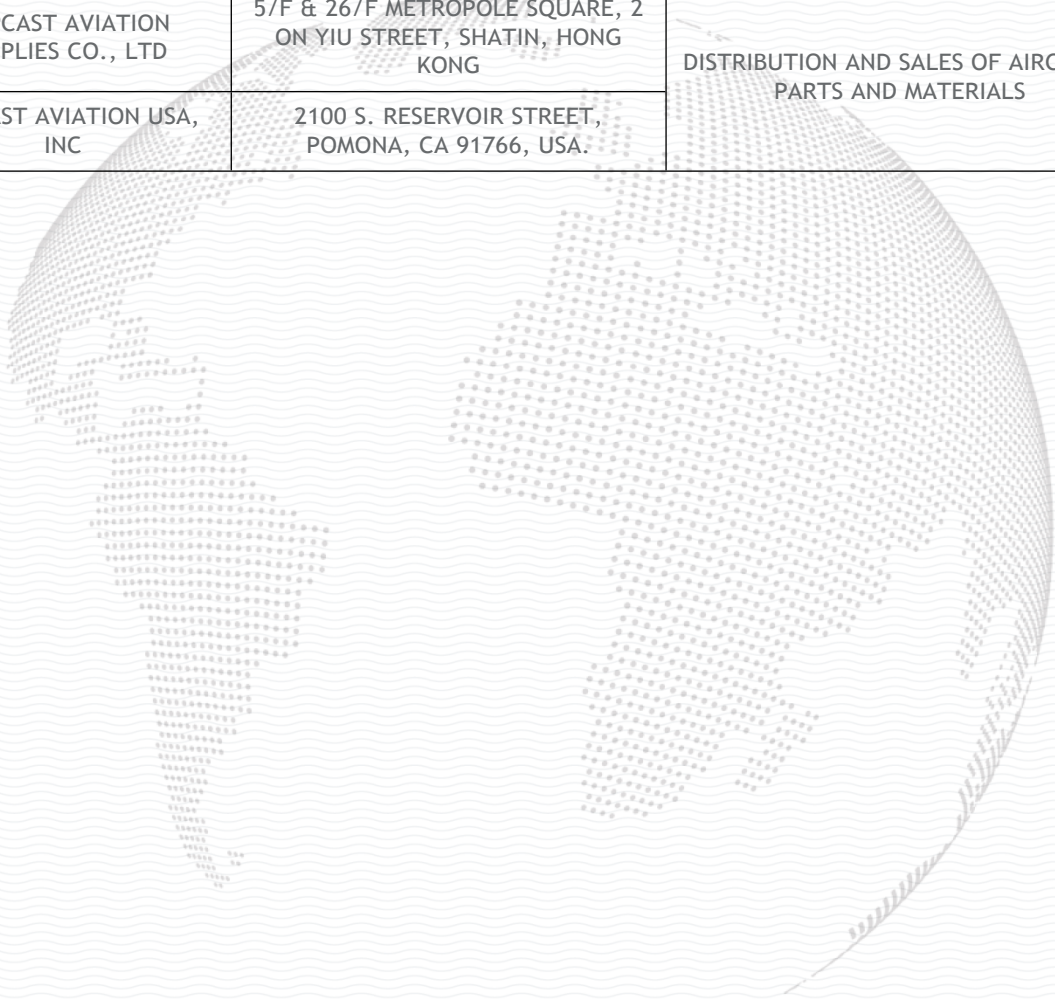 CAST AVIATION
PLIES CO., LTD
5/F & 26/F METROPOLE SQUARE, 2
ON YIU STREET, SHATIN, HONG
KONG
DISTRIBUTION AND SALES OF AIRC
PARTS AND MATERIALS
ST AVIATION USA,
INC
2100 S. RESERVOIR STREET,
POMONA, CA 91766, USA.